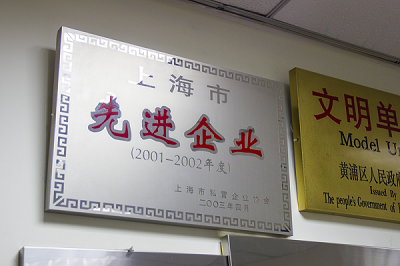 上海市
先进企业
(2001-2002年度)
上海市私营企业协会
二〇〇三年四月
文明单
Model U
黄浦区人民政府
Issued By
The people's Government of